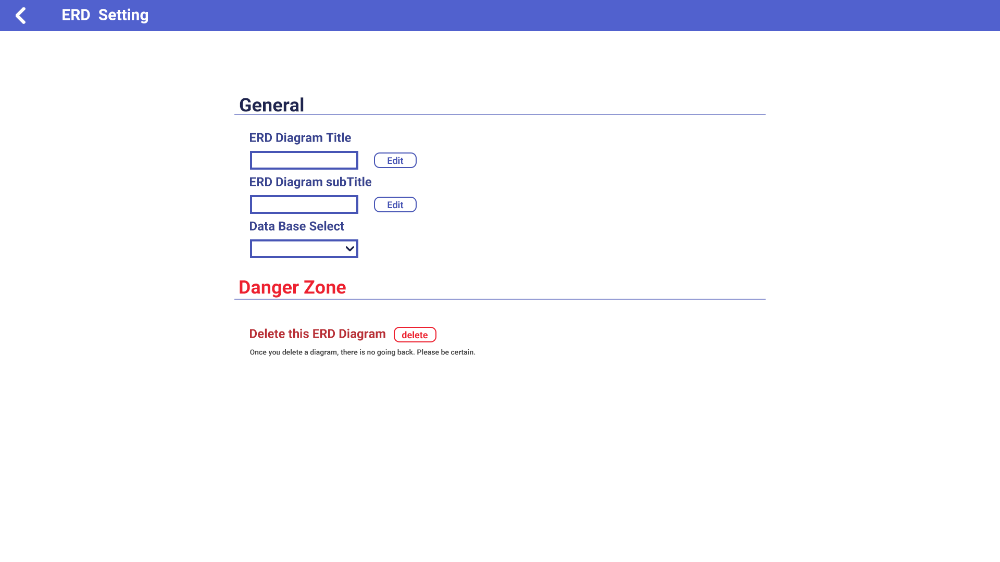 ERD Setting
General
ERD Diagram Title
Edit
ERD Diagram subTitle
Edit
Data Base Select
Danger Zone
Delete this ERD Diagram delete
Once you delete a diagram, there is no going back. Please be certain.